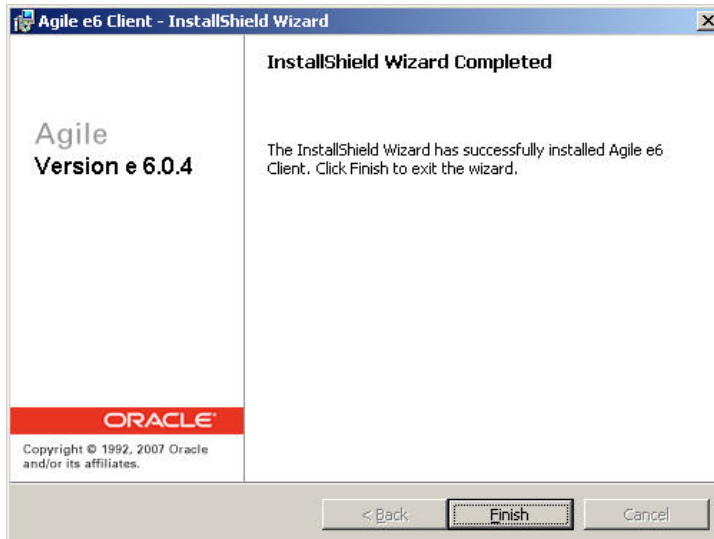 Agile e6 Client - InstallShield Wizard
InstallShield Wizard Completed
Agile
Version e 6.0.4
The InstallShield Wizard has successfully installed Agile e6
Client. Click Finish to exit the wizard.
ORACLE
Copyright © 1992, 2007 Oracle
and/or its affiliates.
< Back
Finish
Cancel